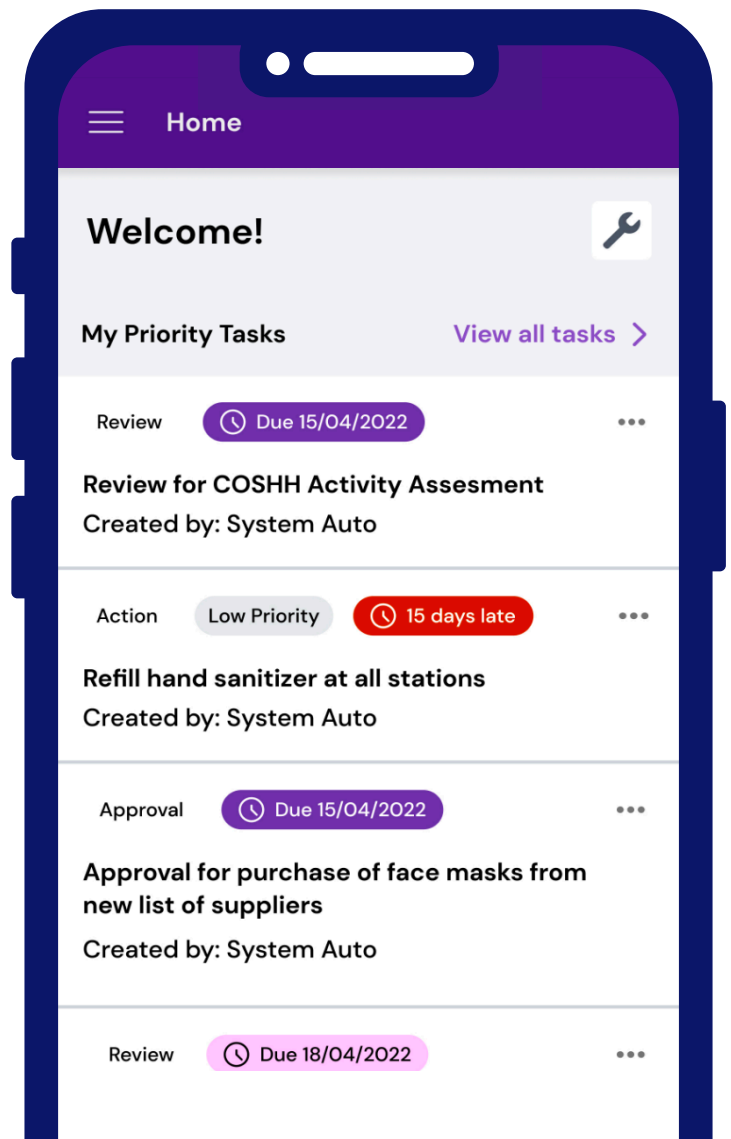 Home
Welcome!
My Priority Tasks View all tasks
Review Due 15/04/2022
Review for COSHH Activity Assesment
Created by: System Auto
Action Low Priority 15 days late
Refill hand sanitizer at all stations
Created by: System Auto
Approval Due 15/04/2022
Approval for purchase of face masks from
new list of suppliers
Created by: System Auto
Review Due 18/04/2022